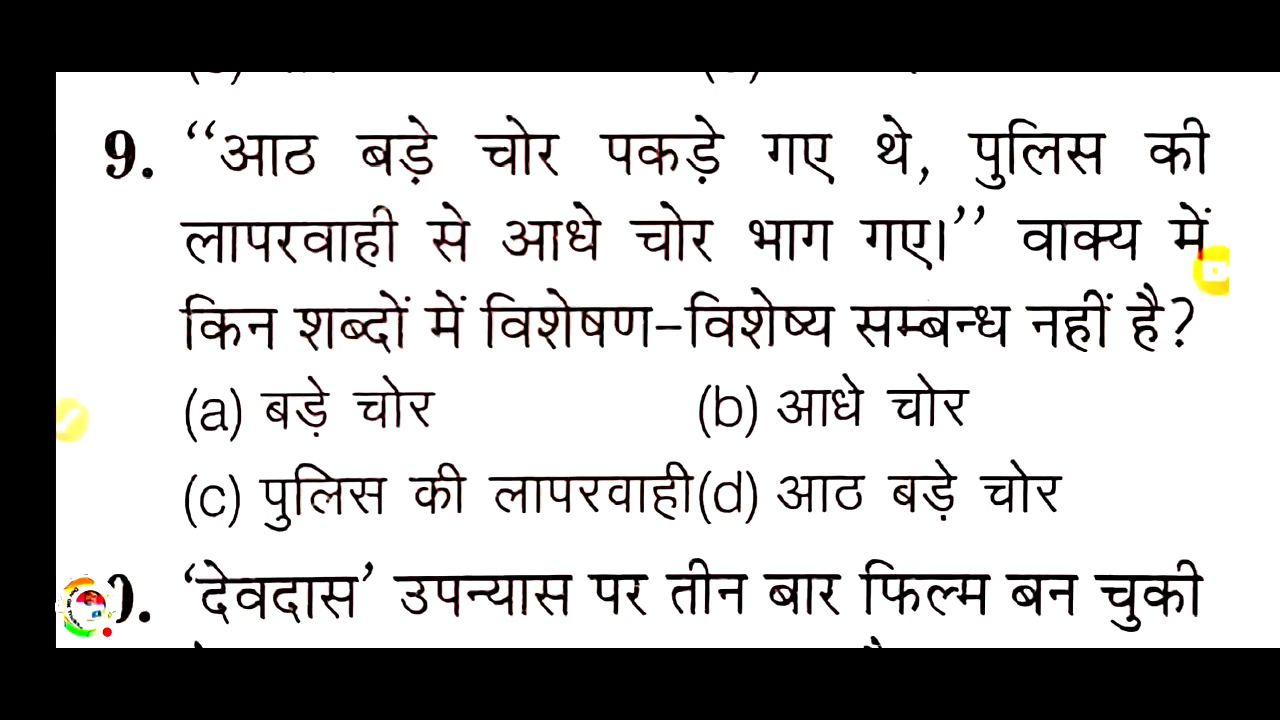 9. ‘‘आठ बड़े चोर पकड़े गए थे, पुलिस की
लापरवाही से आधे चोर भाग गए।’’ वाक्य में
किन शब्दों में विशेषण-विशेष्य सम्बन्ध नहीं है?
(a) बड़े चोर (b) आधे चोर
(c) पुलिस की लापरवाही (d) आठ बड़े चोर
0. ‘देवदास’ उपन्यास पर तीन बार फिल्म बन चुकी